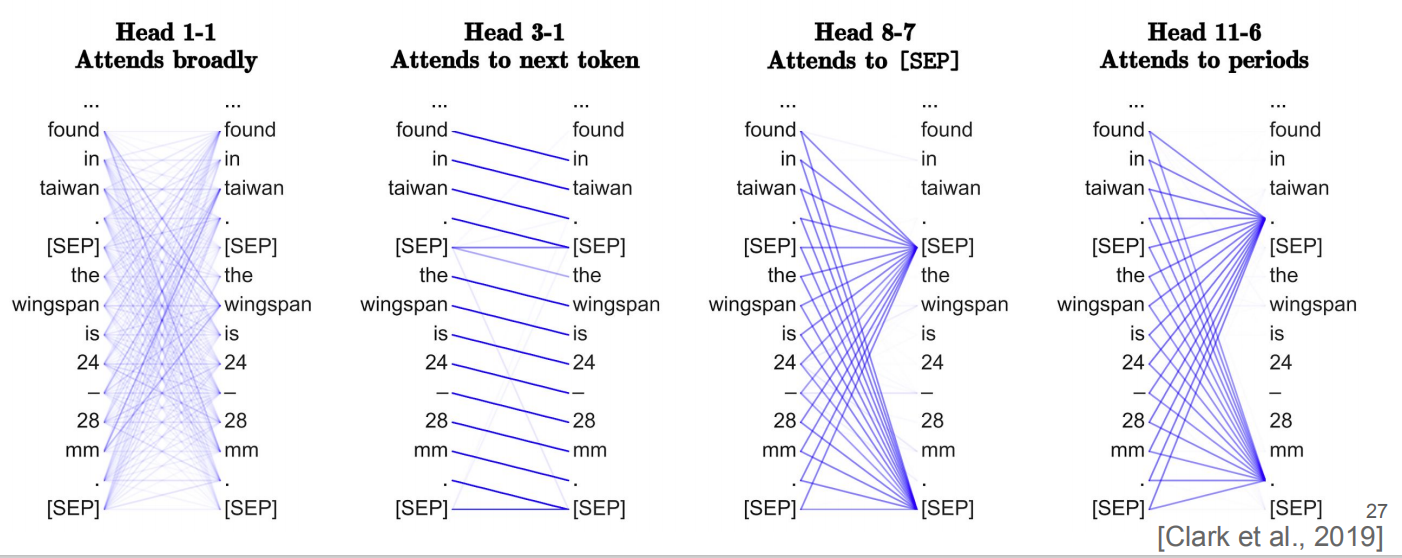 Head 1-1
Attends broadly
...
...
found
found
in
in
taiwan
taiwan
.
.
[SEP]
[SEP]
the
the
wingspan
wingspan
is
is
24
24
–
–
28
28
mm
mm
.
.
[SEP]
[SEP]
Head 3-1
Attends to next token
...
...
found
found
in
in
taiwan
taiwan
.
.
[SEP]
[SEP]
the
the
wingspan
wingspan
is
is
24
24
–
–
28
28
mm
mm
.
.
[SEP]
[SEP]
Head 8-7
Attends to [SEP]
...
...
found
found
in
in
taiwan
taiwan
.
.
[SEP]
[SEP]
the
the
wingspan
wingspan
is
is
24
24
–
–
28
28
mm
mm
.
.
[SEP]
[SEP]
Head 11-6
Attends to periods
...
...
found
found
in
in
taiwan
taiwan
.
.
[SEP]
[SEP]
the
the
wingspan
wingspan
is
is
24
24
–
–
28
28
mm
mm
.
.
[SEP]
[SEP]
27
[Clark et al., 2019]